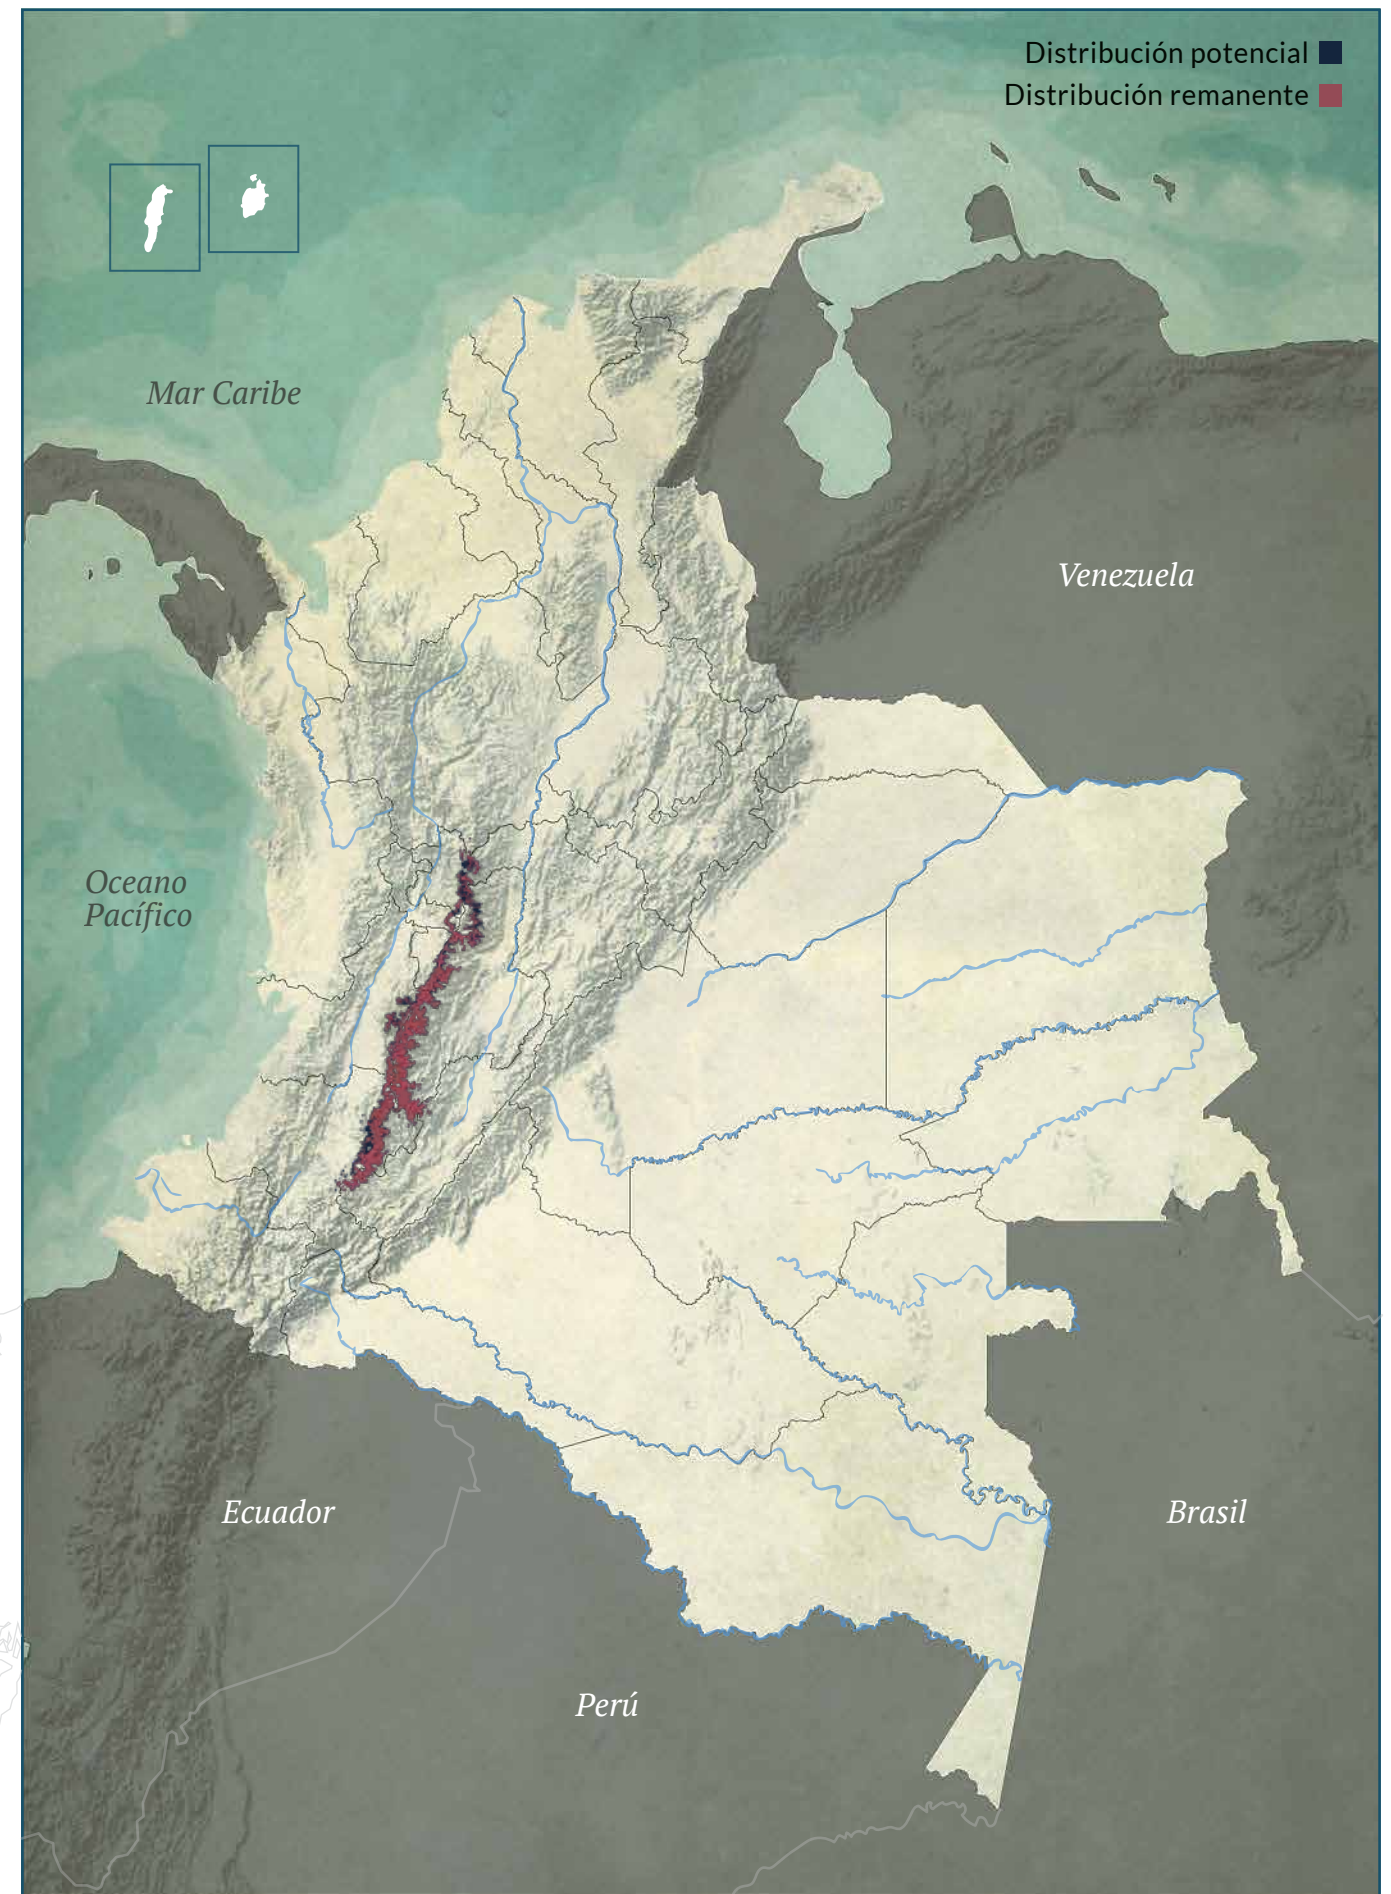 Distribución potencial
Distribución remanente
Mar Caribe
Venezuela
Oceano
Pacífico
Ecuador
Brasil
Perú